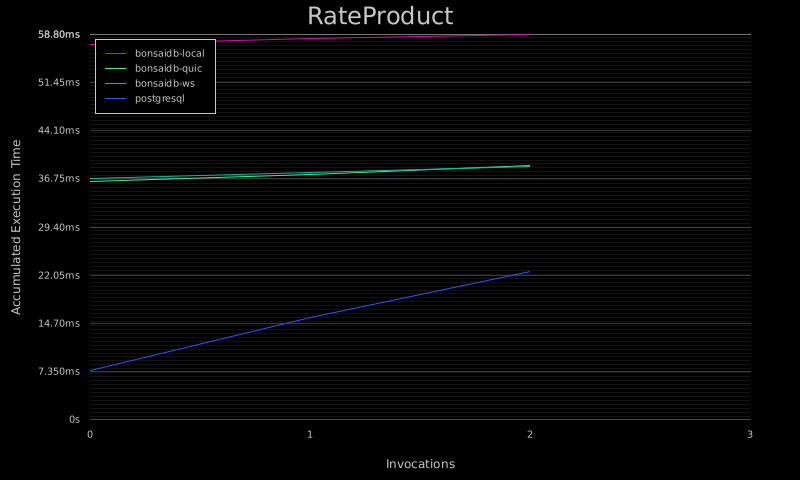 RateProduct
58.80ms
51.45ms
44.10ms
36.75ms
29.40ms
22.05ms
14.70ms
7.350ms
0s
Accumulated Execution Time
bonsaidb-local
bonsaidb-quic
bonsaidb-ws
postgresql
0 1 2 3
Invocations